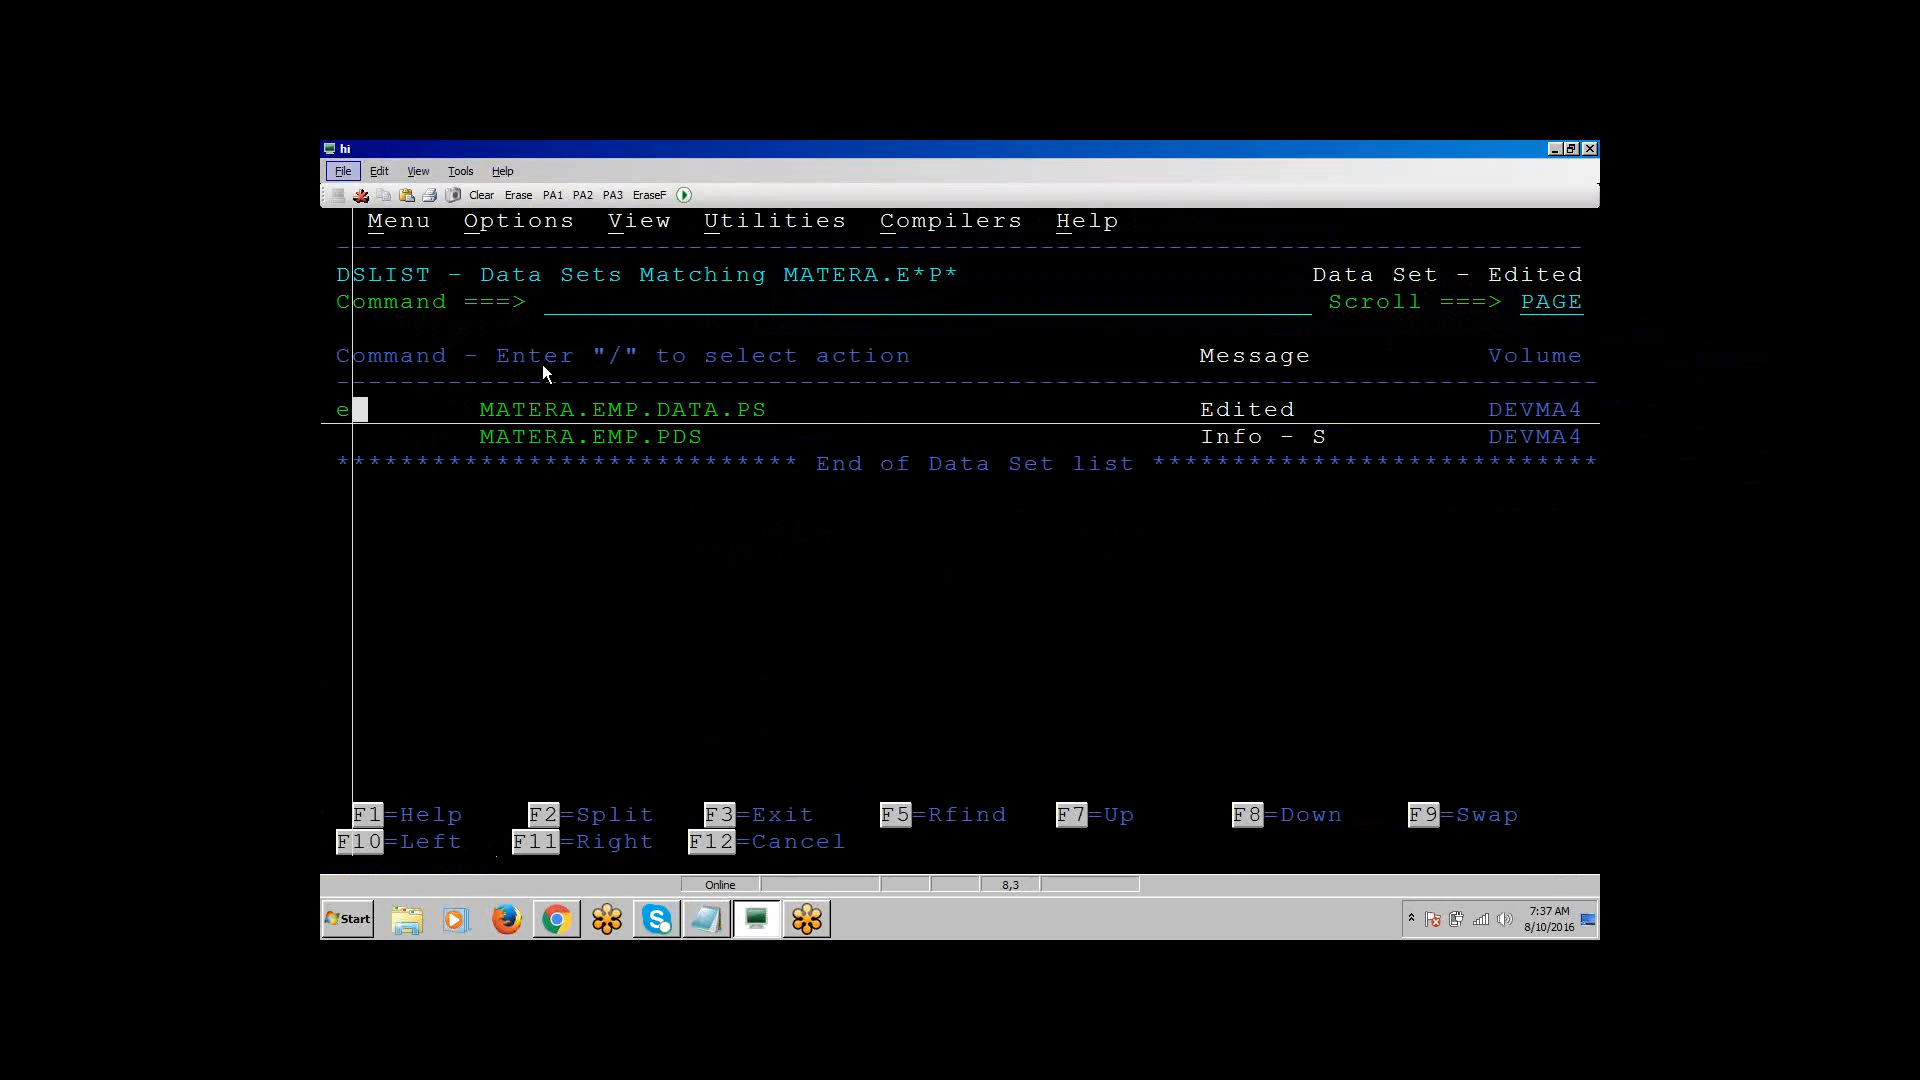 hi
File Edit View Tools Help
Clear Erase PA1 PA2 PA3 EraseF
Menu Options View Utilities Compilers Help
DSLIST - Data Sets Matching MATERA.E*P* Data Set - Edited
Command ===> Scroll ===> PAGE
Command - Enter "/" to select action Message Volume
e MATERA.EMP.DATA.PS Edited DEVMA4
MATERA.EMP.PDS Info - S DEVMA4
***************************** End of Data Set list ****************************
F1=Help F2=Split F3=Exit F5=Rfind F7=Up F8=Down F9=Swap
F10=Left F11=Right F12=Cancel
Online 8,3
Start 7:37 AM
8/10/2016